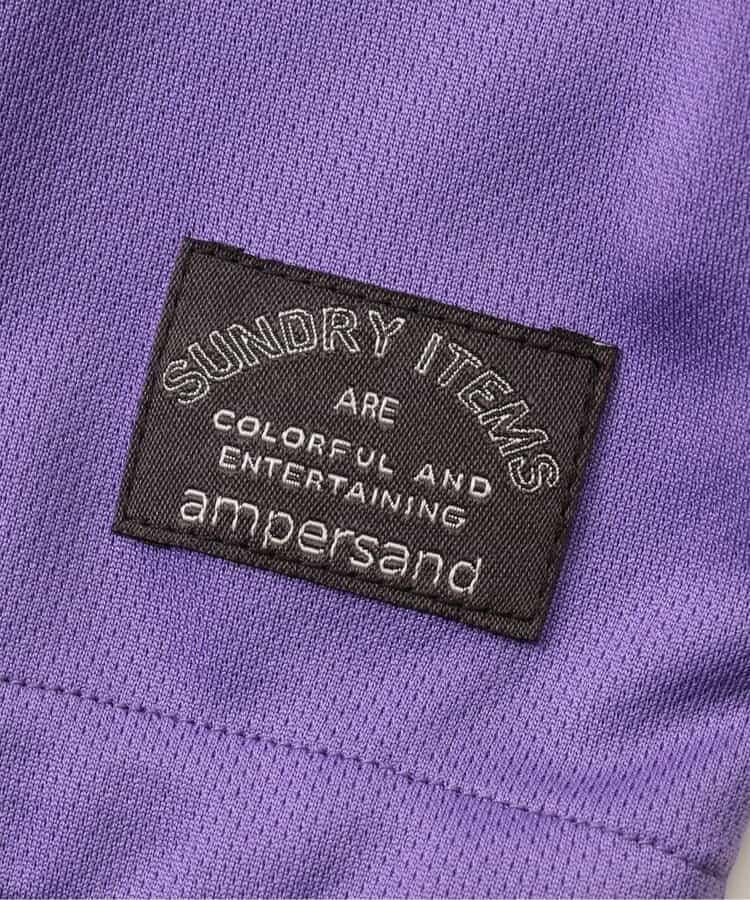 SUNDRY ITEMS
ARE
COLORFUL AND
ENTERTAINING
ampersand